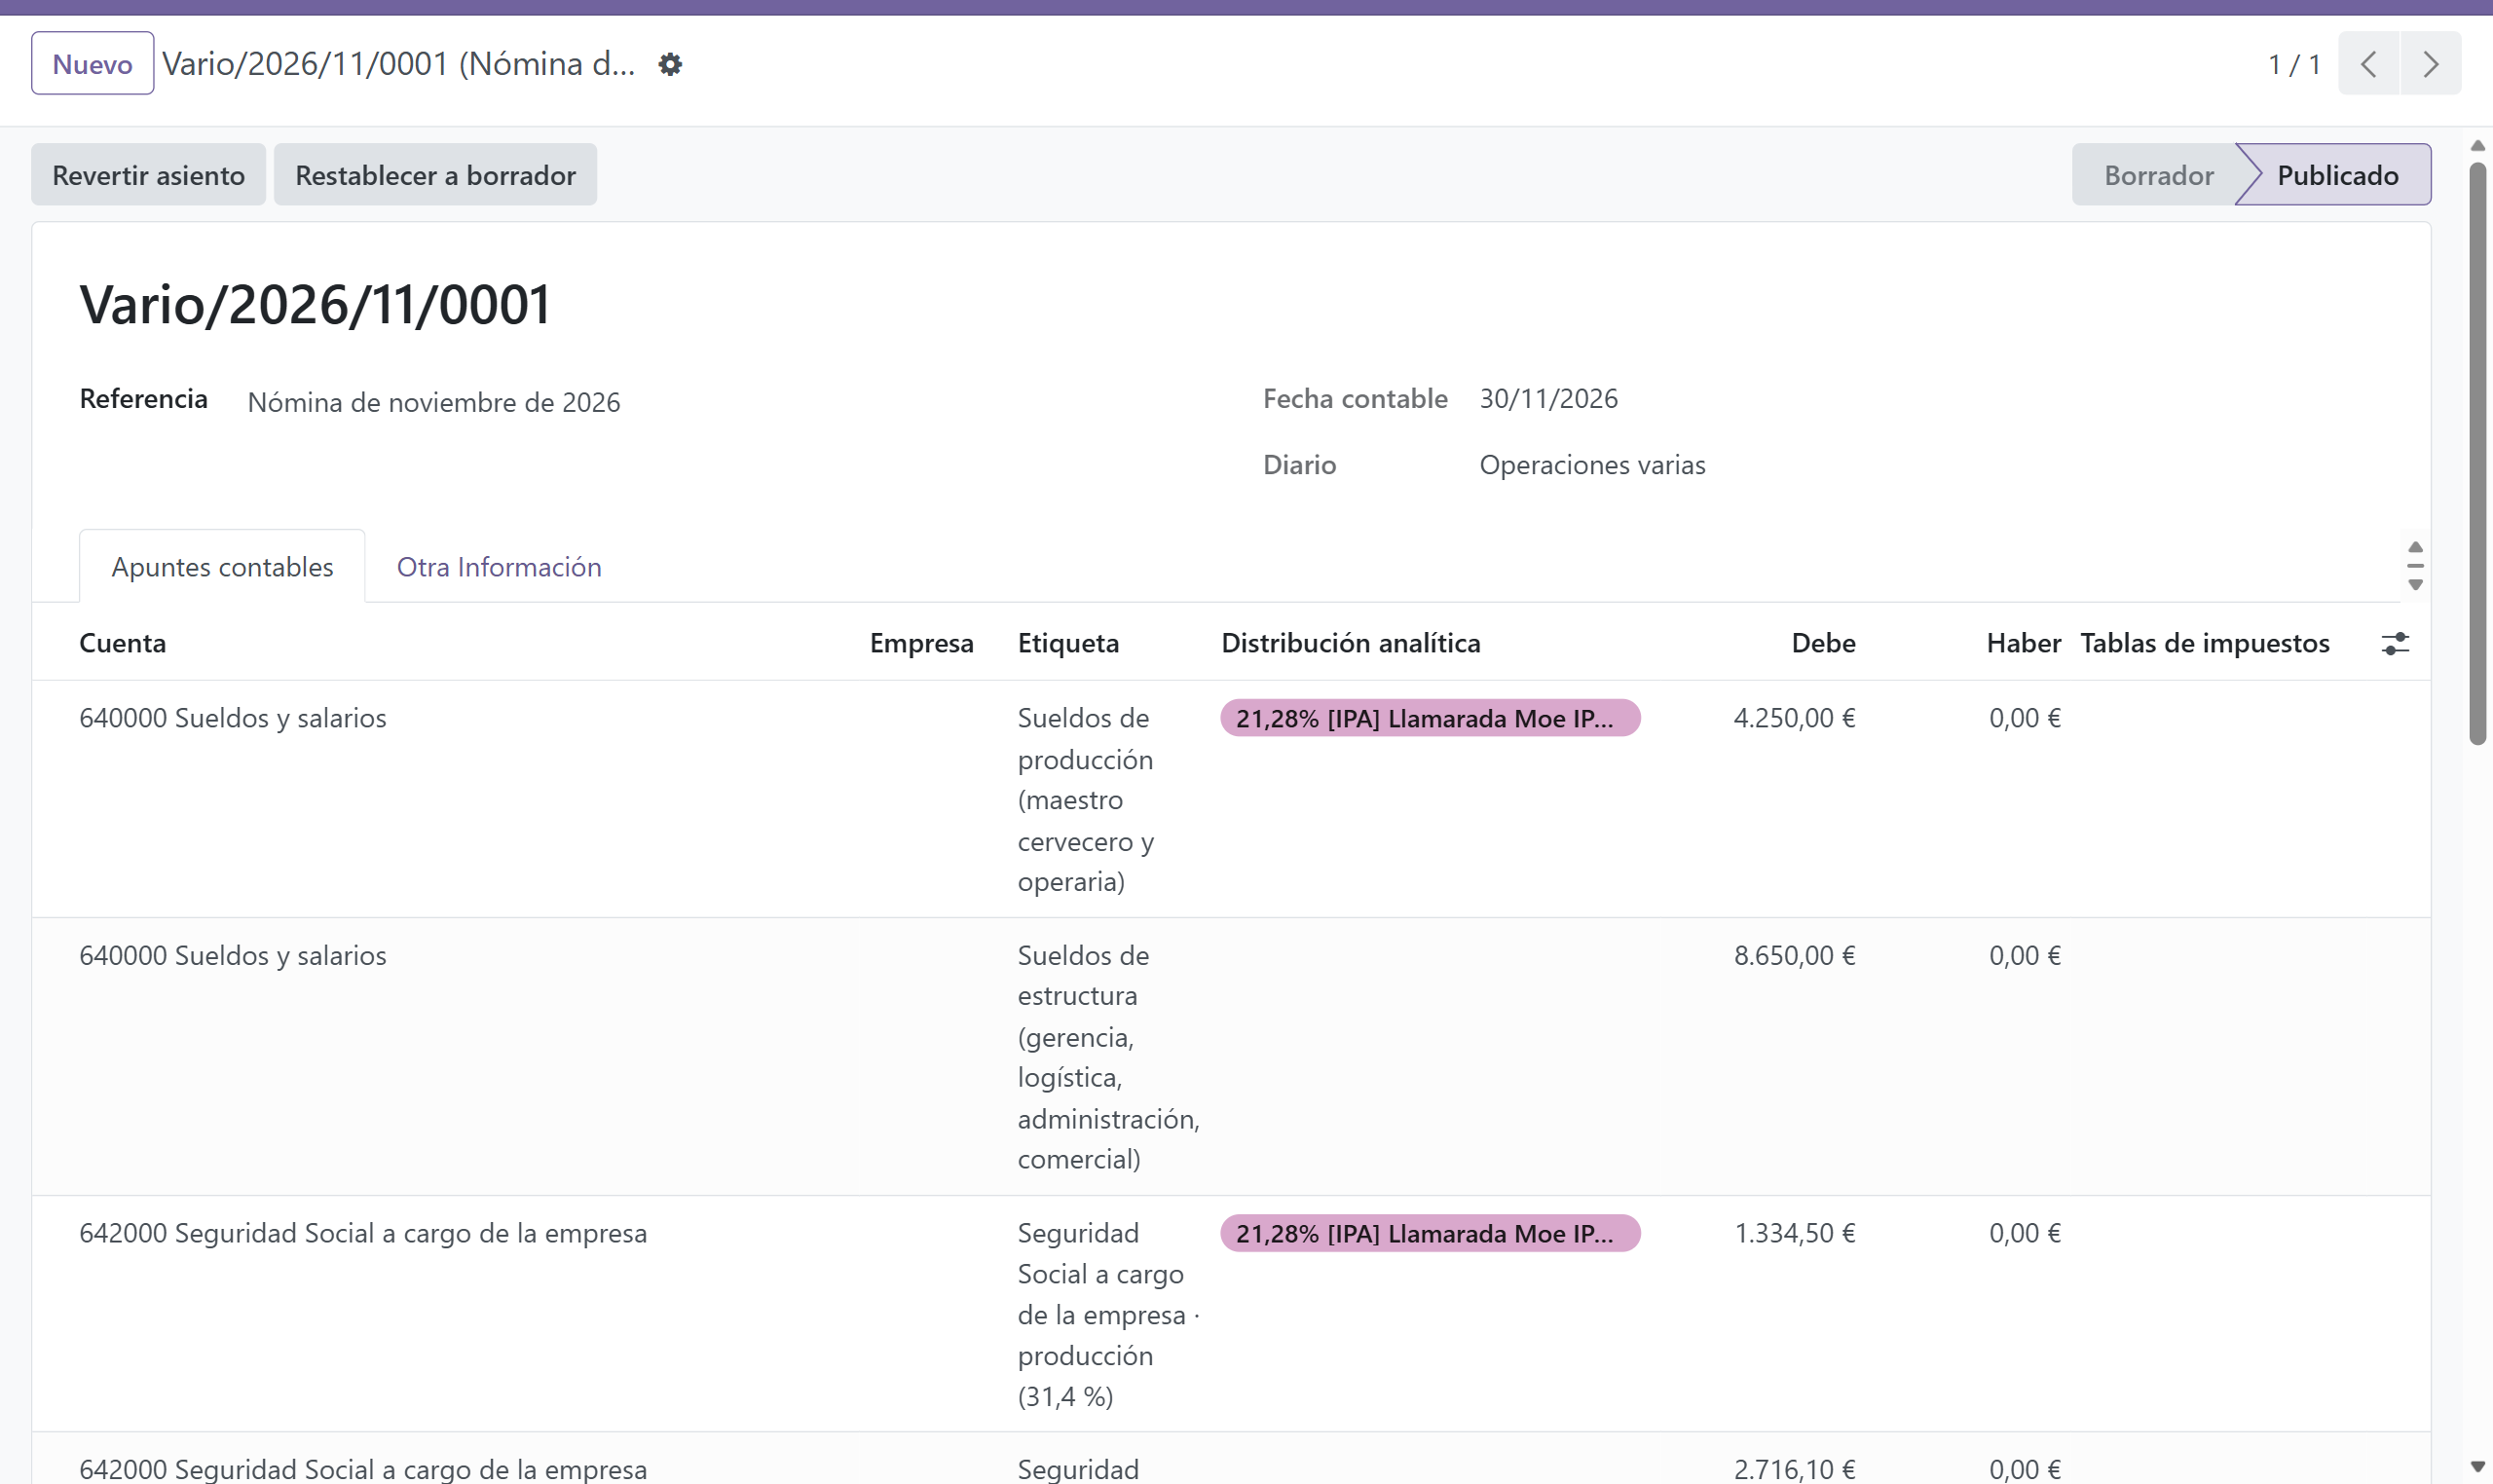 Nuevo Vario/2026/11/0001 (Nómina d... 1 / 1
Revertir asiento Restablecer a borrador Borrador Publicado
Vario/2026/11/0001
Referencia Nómina de noviembre de 2026 Fecha contable 30/11/2026
Diario Operaciones varias
Apuntes contables Otra Información
Cuenta Empresa Etiqueta Distribución analítica Debe Haber Tablas de impuestos
640000 Sueldos y salarios Sueldos de 21,28% [IPA] Llamarada Moe IP... 4.250,00 € 0,00 €
producción
(maestro
cervecero y
operaria)
640000 Sueldos y salarios Sueldos de 8.650,00 € 0,00 €
estructura
(gerencia,
logística,
administración,
comercial)
642000 Seguridad Social a cargo de la empresa Seguridad 21,28% [IPA] Llamarada Moe IP... 1.334,50 € 0,00 €
Social a cargo
de la empresa ·
producción
(31,4 %)
642000 Seguridad Social a cargo de la empresa Seguridad 2.716,10 € 0,00 €